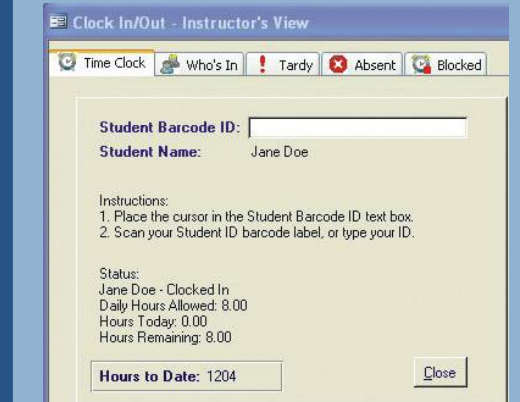 Clock In/Out - Instructor's View
Time Clock Who's In Tardy Absent Blocked
Student Barcode ID:
Student Name: Jane Doe
Instructions:
1. Place the cursor in the Student Barcode ID text box.
2. Scan your Student ID barcode label, or type your ID.
Status:
Jane Doe - Clocked In
Daily Hours Allowed: 8.00
Hours Today: 0.00
Hours Remaining: 8.00
Hours to Date: 1204
Close